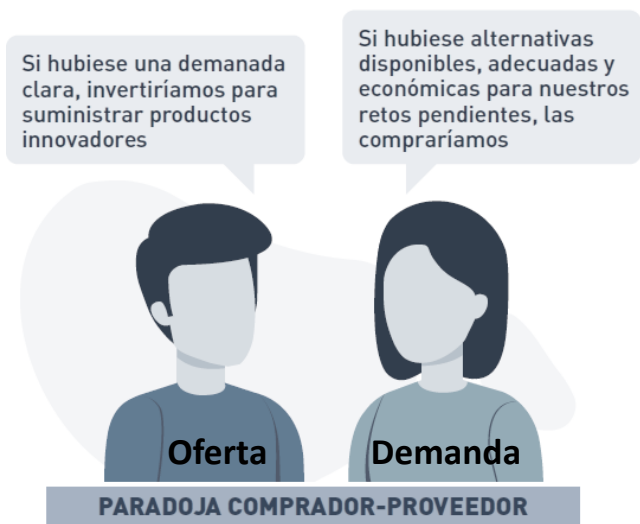 Si hubiese una demanada
clara, invertiríamos para
suministrar productos
innovadores
Si hubiese alternativas
disponibles, adecuadas y
económicas para nuestros
retos pendientes, las
compraríamos
Oferta
Demanda
PARADOJA COMPRADOR-PROVEEDOR